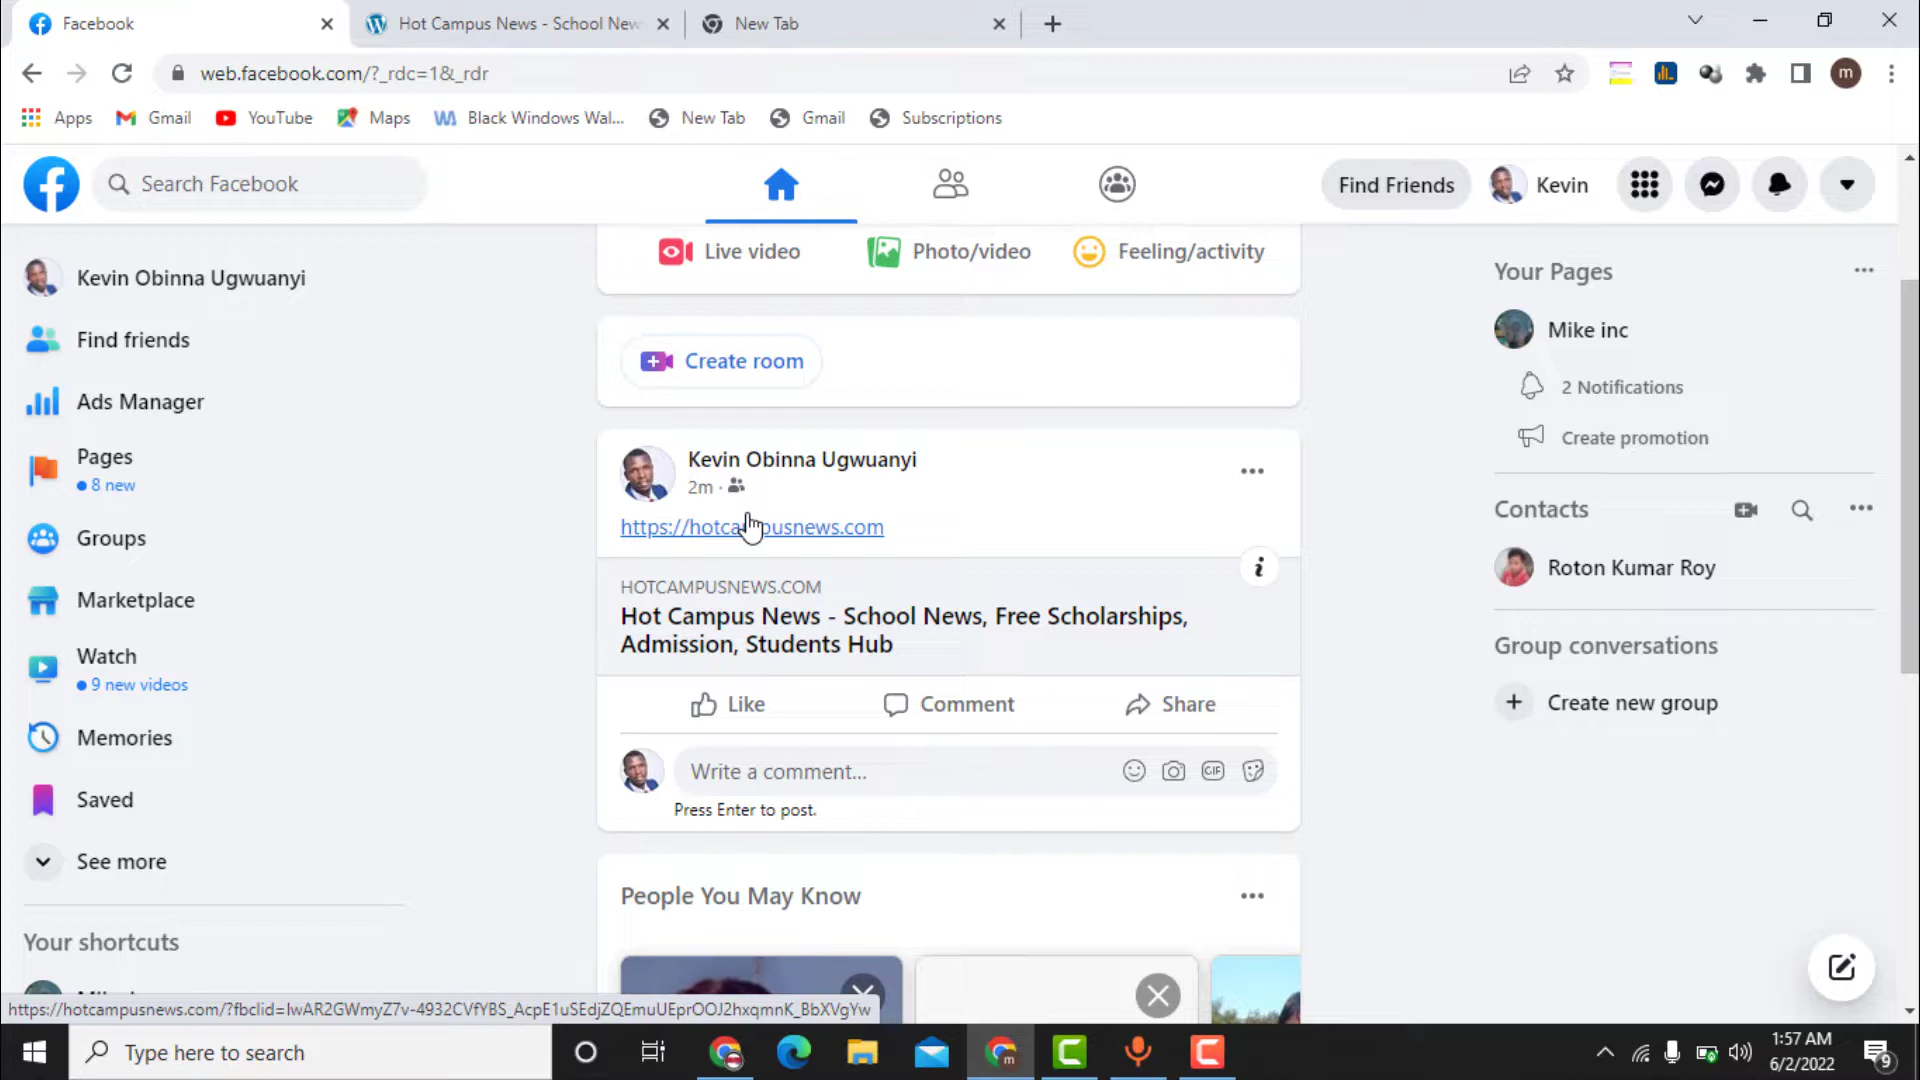 Facebook
Hot Campus News - School New
New Tab
web.facebook.com/?_rdc=1&_rdr
m
Apps
Gmail
YouTube
Maps
Black Windows Wal...
New Tab
Gmail
Subscriptions
Search Facebook
Find Friends
Kevin
Kevin Obinna Ugwuanyi
Find friends
Ads Manager
Pages
8 new
Groups
Marketplace
Watch
9 new videos
Memories
Saved
See more
Your shortcuts
Live video
Photo/video
Feeling/activity
Create room
Kevin Obinna Ugwuanyi
2m ·
https://hotcampusnews.com
HOTCAMPUSNEWS.COM
Hot Campus News - School News, Free Scholarships,
Admission, Students Hub
Like
Comment
Share
Write a comment...
GIF
Press Enter to post.
People You May Know
Your Pages
Mike inc
2 Notifications
Create promotion
Contacts
Roton Kumar Roy
Group conversations
Create new group
Type here to search
1:57 AM
6/2/2022
9